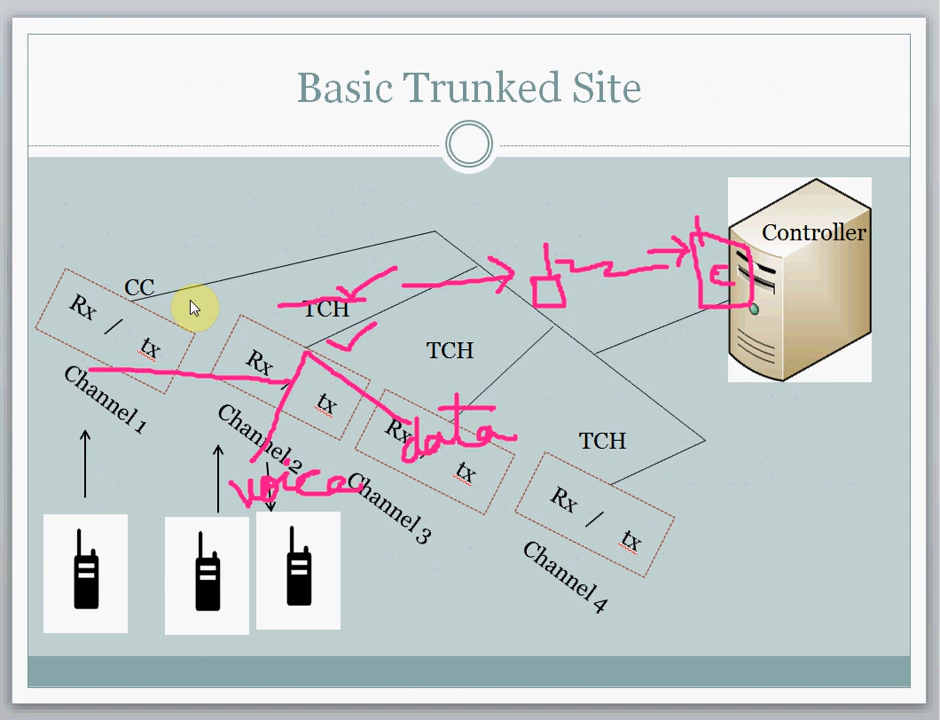 Basic Trunked Site
Controller
CC
Rx / tx
Channel 1
TCH
Rx / tx
Channel 2
TCH
Rx / tx
Channel 3
TCH
Rx / tx
Channel 4
data
voice
C